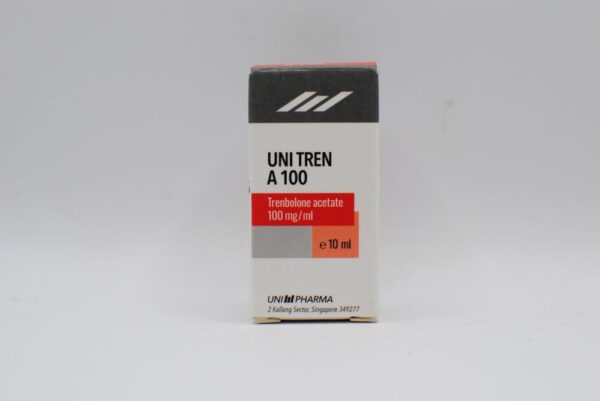 UNI TREN
A 100
Trenbolone acetate
100 mg/ml
e 10 ml
UNI PHARMA
2 Kallang Sector, Singapore 349277